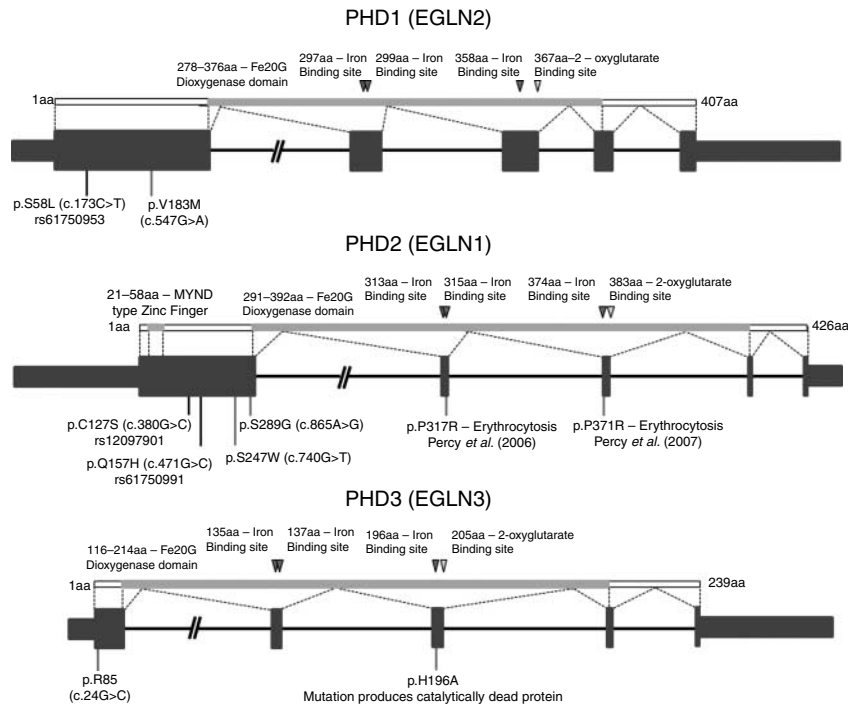 PHD1 (EGLN2)
278–376aa – Fe20G
Dioxygenase domain
297aa – Iron
Binding site
299aa – Iron
Binding site
358aa – Iron
Binding site
367aa–2 – oxyglutarate
Binding site
1aa
407aa
p.S58L (c.173C>T)
rs61750953
p.V183M
(c.547G>A)
PHD2 (EGLN1)
21–58aa – MYND
type Zinc Finger
291–392aa – Fe20G
Dioxygenase domain
313aa – Iron
Binding site
315aa – Iron
Binding site
374aa – Iron
Binding site
383aa – 2-oxyglutarate
Binding site
1aa
426aa
p.C127S (c.380G>C)
rs12097901
p.Q157H (c.471G>C)
rs61750991
p.S289G (c.865A>G)
p.S247W (c.740G>T)
p.P317R – Erythrocytosis
Percy et al. (2006)
p.P371R – Erythrocytosis
Percy et al. (2007)
PHD3 (EGLN3)
116–214aa – Fe20G
Dioxygenase domain
135aa – Iron
Binding site
137aa – Iron
Binding site
196aa – Iron
Binding site
205aa – 2-oxyglutarate
Binding site
1aa
239aa
p.R85
(c.24G>C)
p.H196A
Mutation produces catalytically dead protein